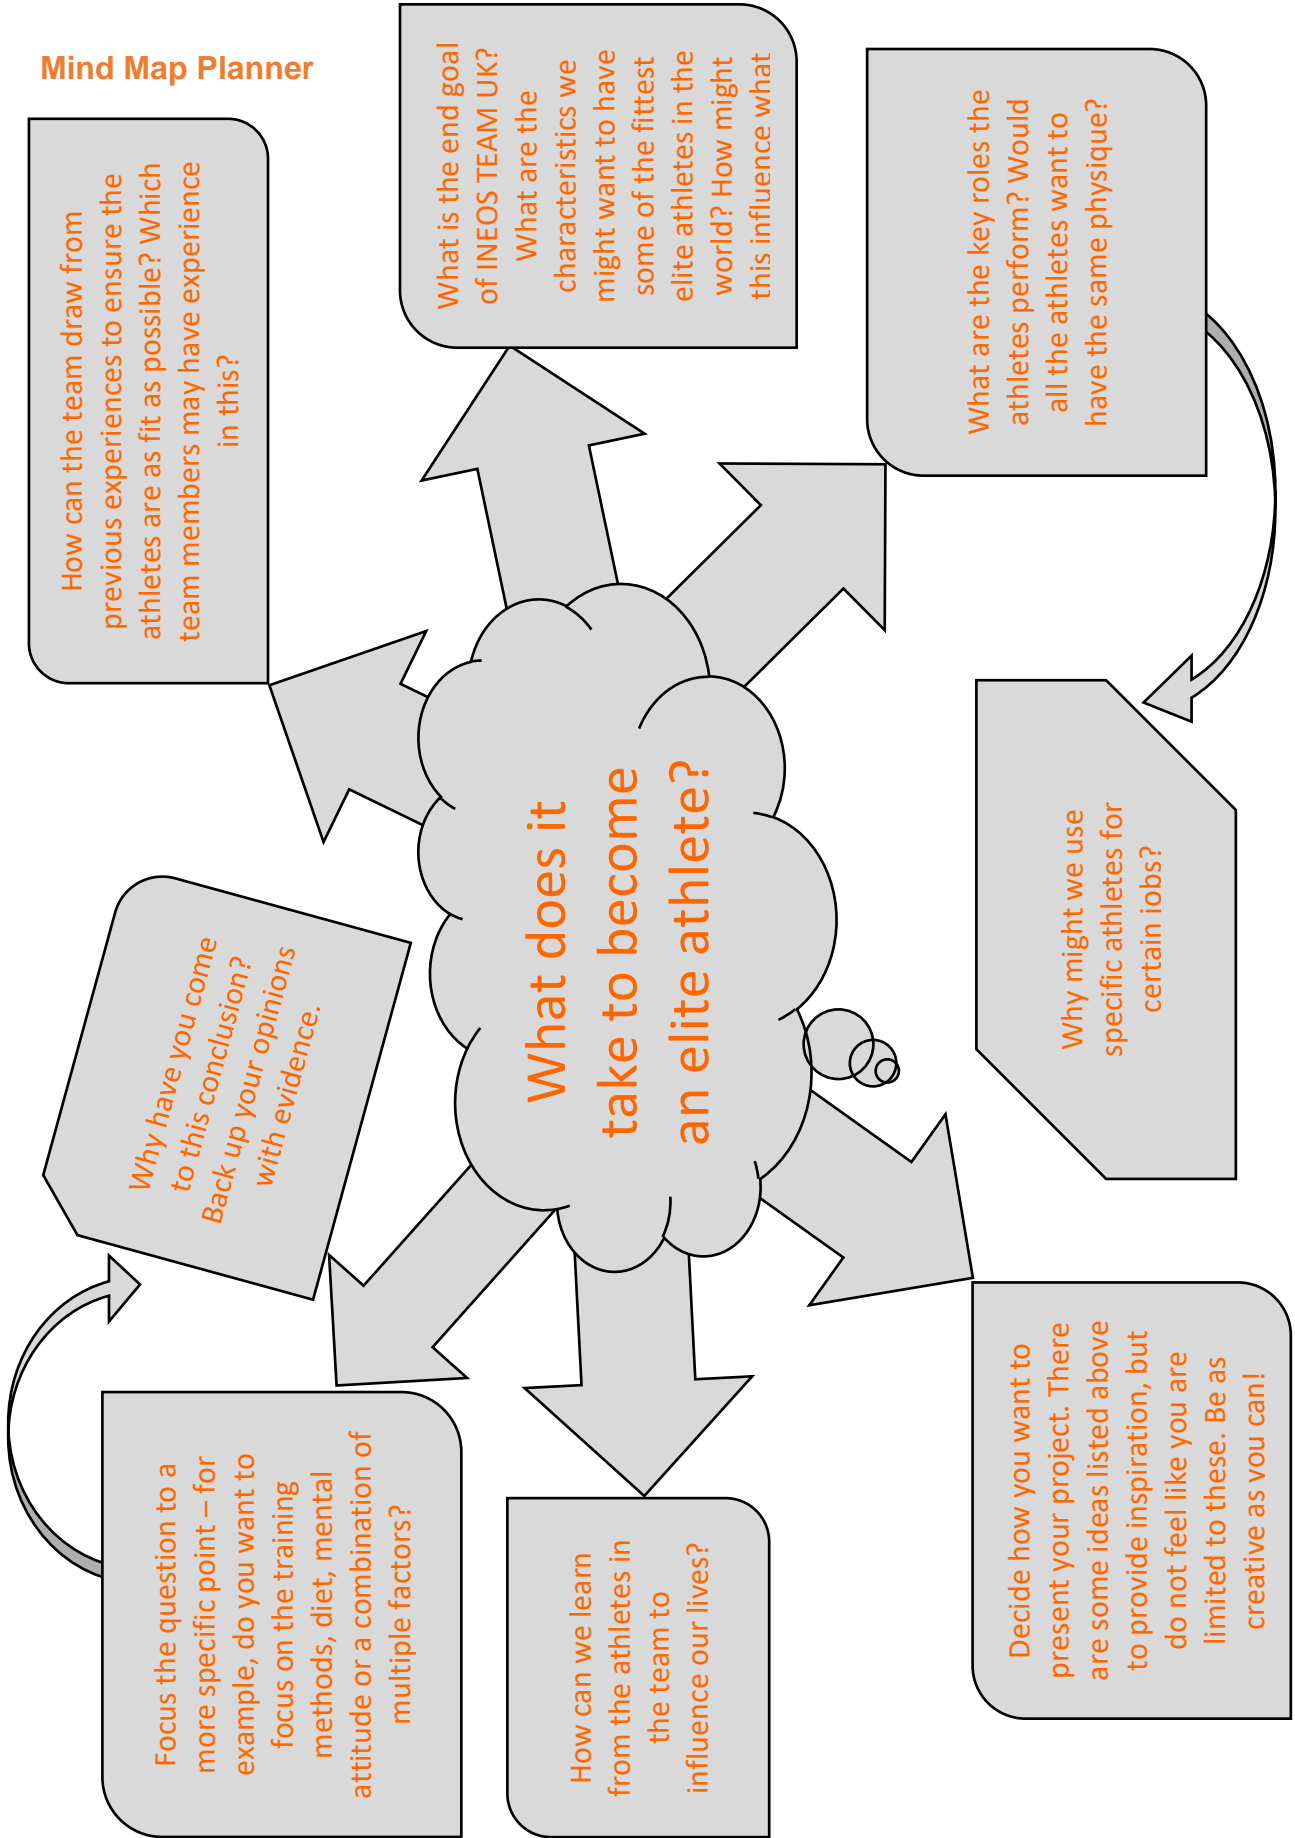 Mind Map Planner
How can the team draw from
previous experiences to ensure the
athletes are as fit as possible? Which
team members may have experience
in this?
What is the end goal
of INEOS TEAM UK?
What are the
characteristics we
might want to have
some of the fittest
elite athletes in the
world? How might
this influence what
What are the key roles the
athletes perform? Would
all the athletes want to
have the same physique?
Why might we use
specific athletes for
certain jobs?
What does it
take to become
an elite athlete?
Why have you come
to this conclusion?
Back up your opinions
with evidence.
Focus the question to a
more specific point – for
example, do you want to
focus on the training
methods, diet, mental
attitude or a combination of
multiple factors?
How can we learn
from the athletes in
the team to
influence our lives?
Decide how you want to
present your project. There
are some ideas listed above
to provide inspiration, but
do not feel like you are
limited to these. Be as
creative as you can!